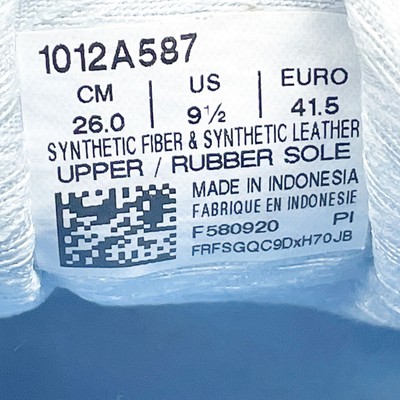 1012A587
CM | US | EURO
26.0 | 9½ | 41.5
SYNTHETIC FIBER & SYNTHETIC LEATHER
UPPER / RUBBER SOLE
MADE IN INDONESIA
FABRIQUE EN INDONESIE
F580920 PI
FRFSGQC9DxH70JB